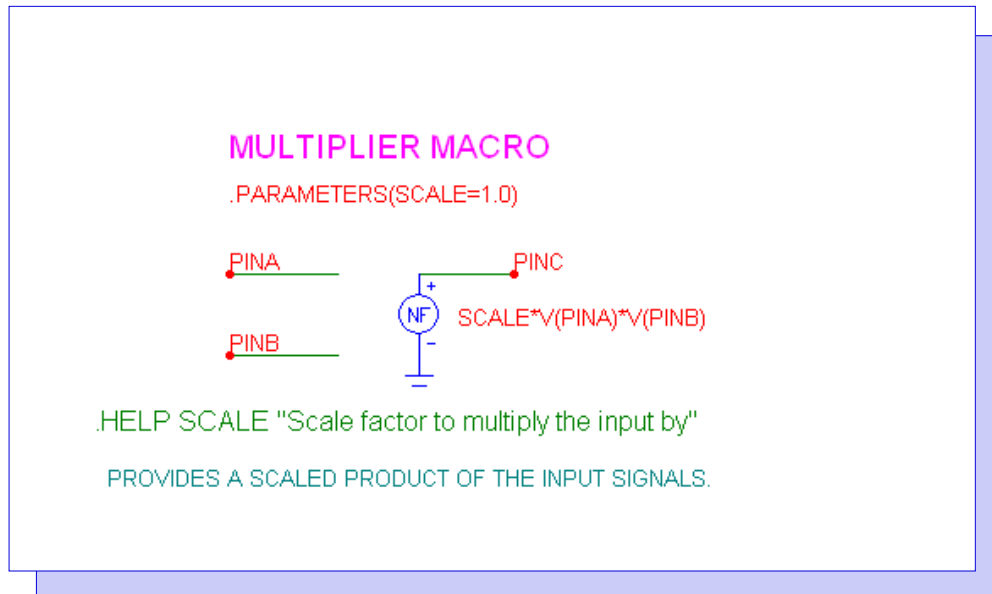 MULTIPLIER MACRO
.PARAMETERS(SCALE=1.0)
PINA
PINC
+
NF
SCALE*V(PINA)*V(PINB)
PINB
-
.HELP SCALE "Scale factor to multiply the input by"
PROVIDES A SCALED PRODUCT OF THE INPUT SIGNALS.